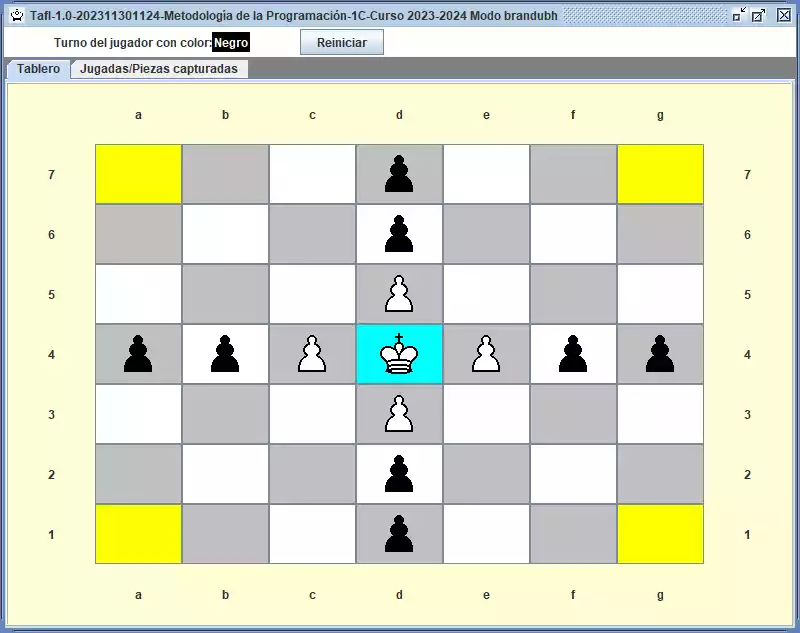 Tafl-1.0-202311301124-Metodología de la Programación-1C-Curso 2023-2024 Modo brandubh
Turno del jugador con color:Negro Reiniciar
Tablero Jugadas/Piezas capturadas
a b c d e f g
7 7
6 6
5 5
4 4
3 3
2 2
1 1
a b c d e f g